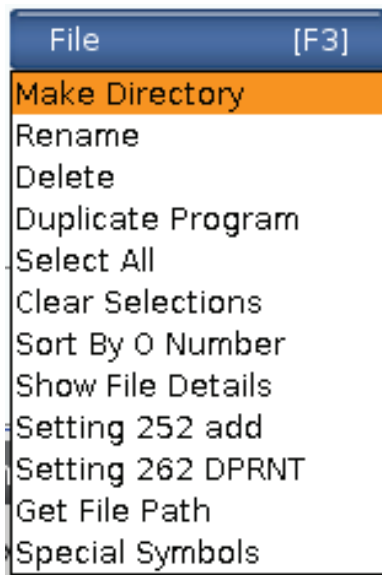 File [F3]
Make Directory
Rename
Delete
Duplicate Program
Select All
Clear Selections
Sort By O Number
Show File Details
Setting 252 add
Setting 262 DPRNT
Get File Path
Special Symbols